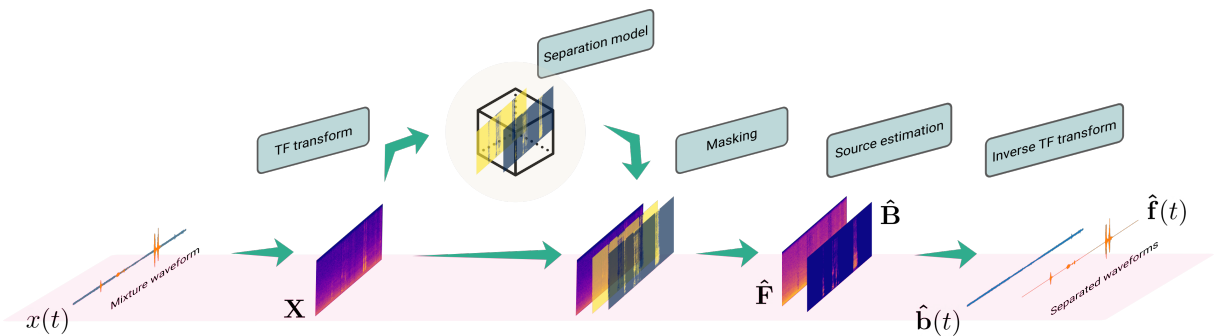 Separation model
TF transform
Masking
Source estimation
Inverse TF transform
x(t)
Mixture waveform
X
F̂
B̂
b̂(t)
f̂(t)
Separated waveforms